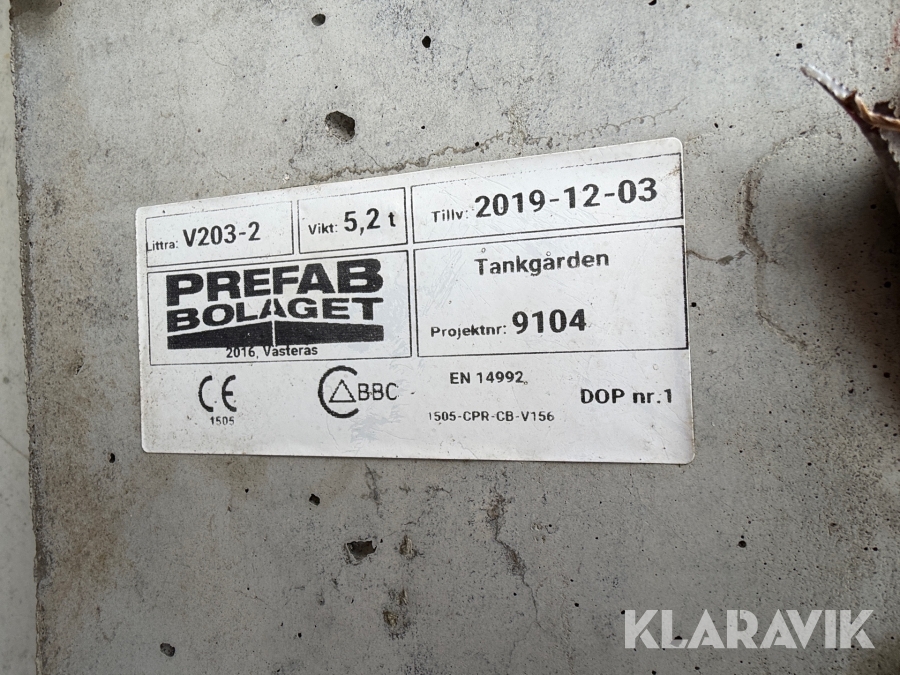 Littra: V203-2
Vikt: 5,2 t
Tillv: 2019-12-03
PREFAB
BOLAGET
2016, Västerås
Tankgården
Projektnr: 9104
CE
1505
BBC
EN 14992
1505-CPR-CB-V156
DOP nr.1
KLARAVIK